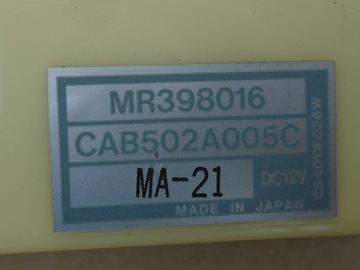 MR398016
CAB502A005C
MA-21
DC12V
MADE IN JAPAN